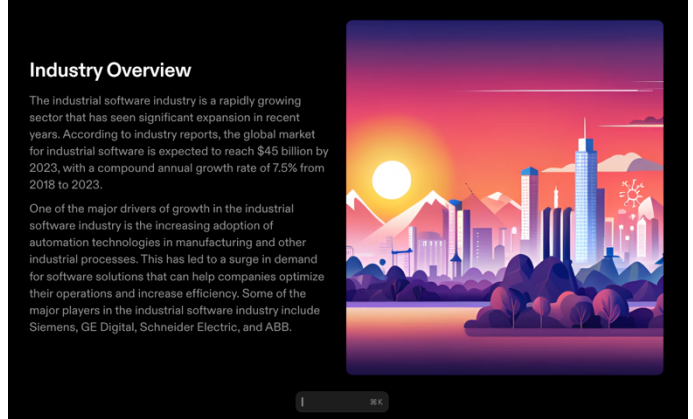 Industry Overview
The industrial software industry is a rapidly growing
sector that has seen significant expansion in recent
years. According to industry reports, the global market
for industrial software is expected to reach $45 billion by
2023, with a compound annual growth rate of 7.5% from
2018 to 2023.
One of the major drivers of growth in the industrial
software industry is the increasing adoption of
automation technologies in manufacturing and other
industrial processes. This has led to a surge in demand
for software solutions that can help companies optimize
their operations and increase efficiency. Some of the
major players in the industrial software industry include
Siemens, GE Digital, Schneider Electric, and ABB.
⌘K